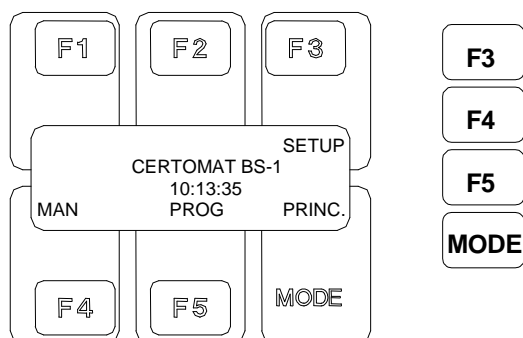 F1 F2 F3
SETUP
CERTOMAT BS-1
10:13:35
MAN PROG PRINC.
F4 F5 MODE
F3
F4
F5
MODE